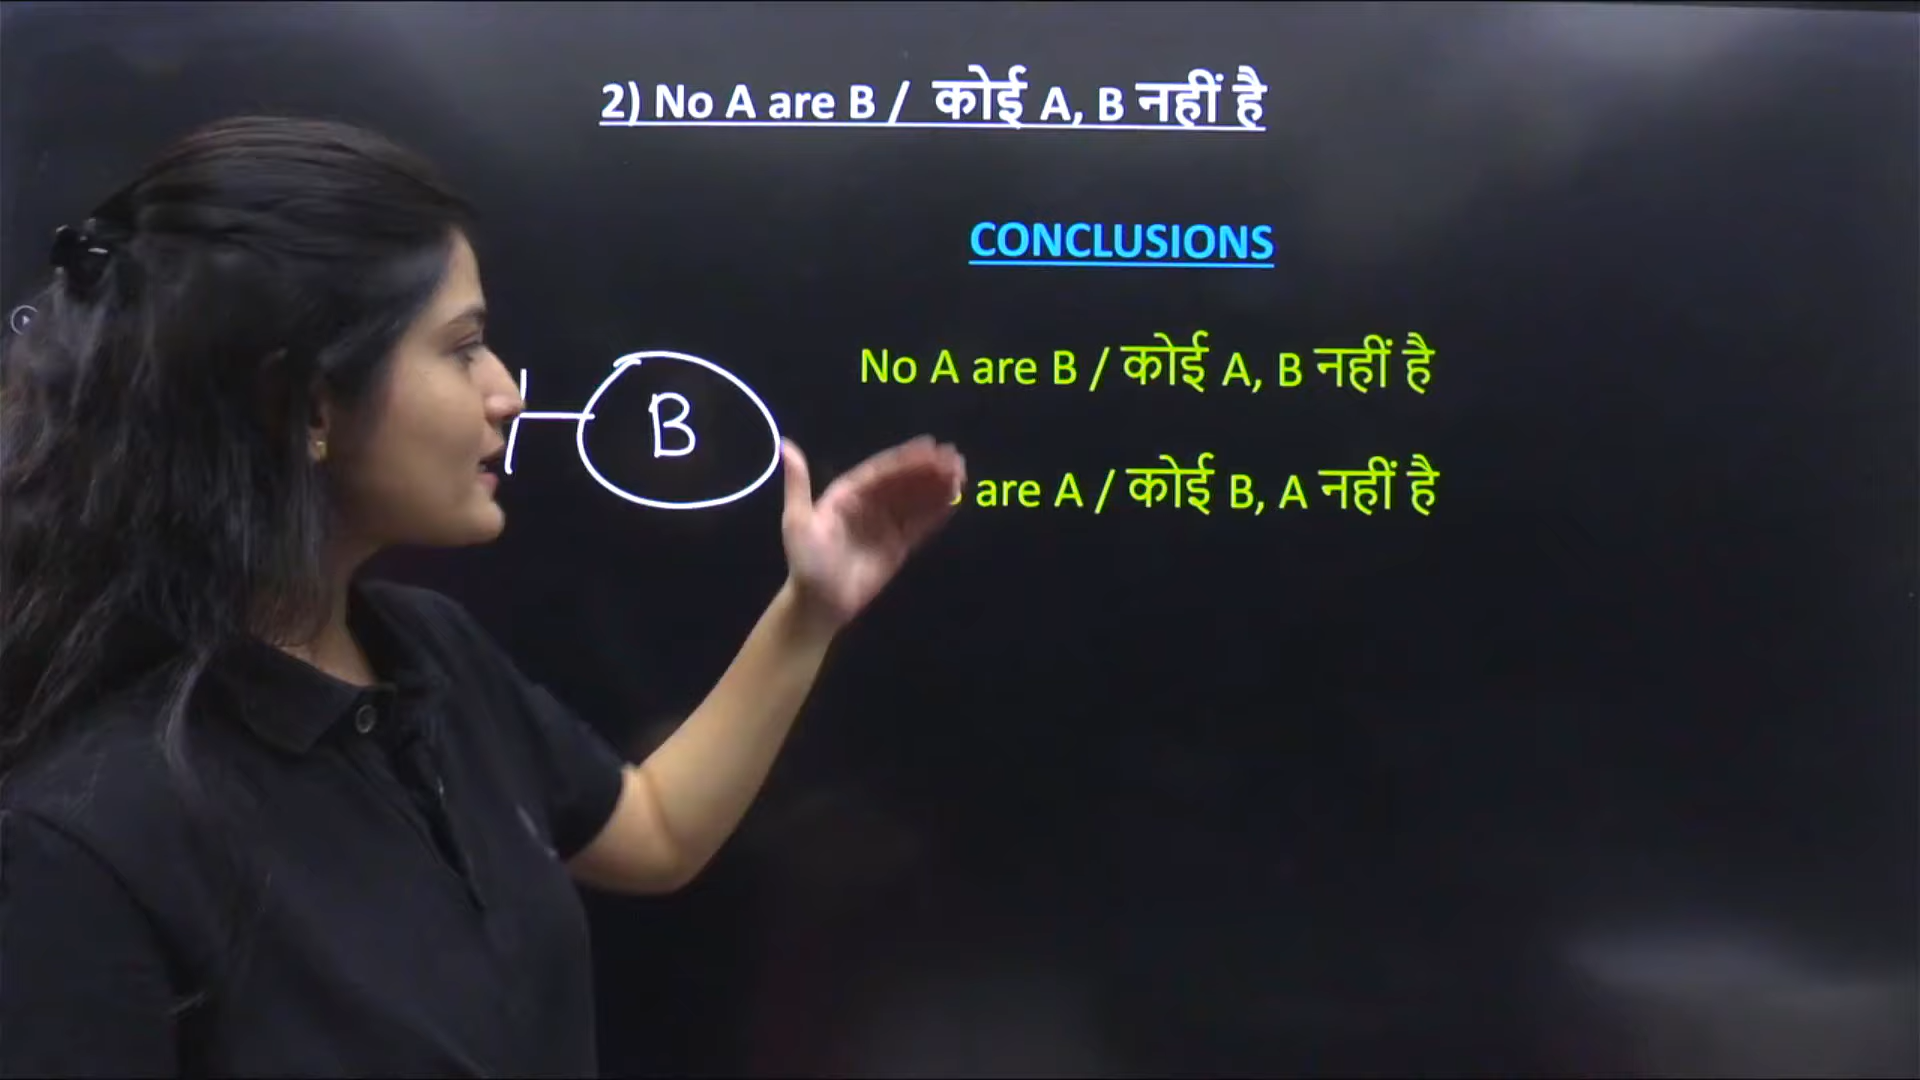 2) No A are B / कोई A, B नहीं है
CONCLUSIONS
No A are B / कोई A, B नहीं है
B
are A / कोई B, A नहीं है